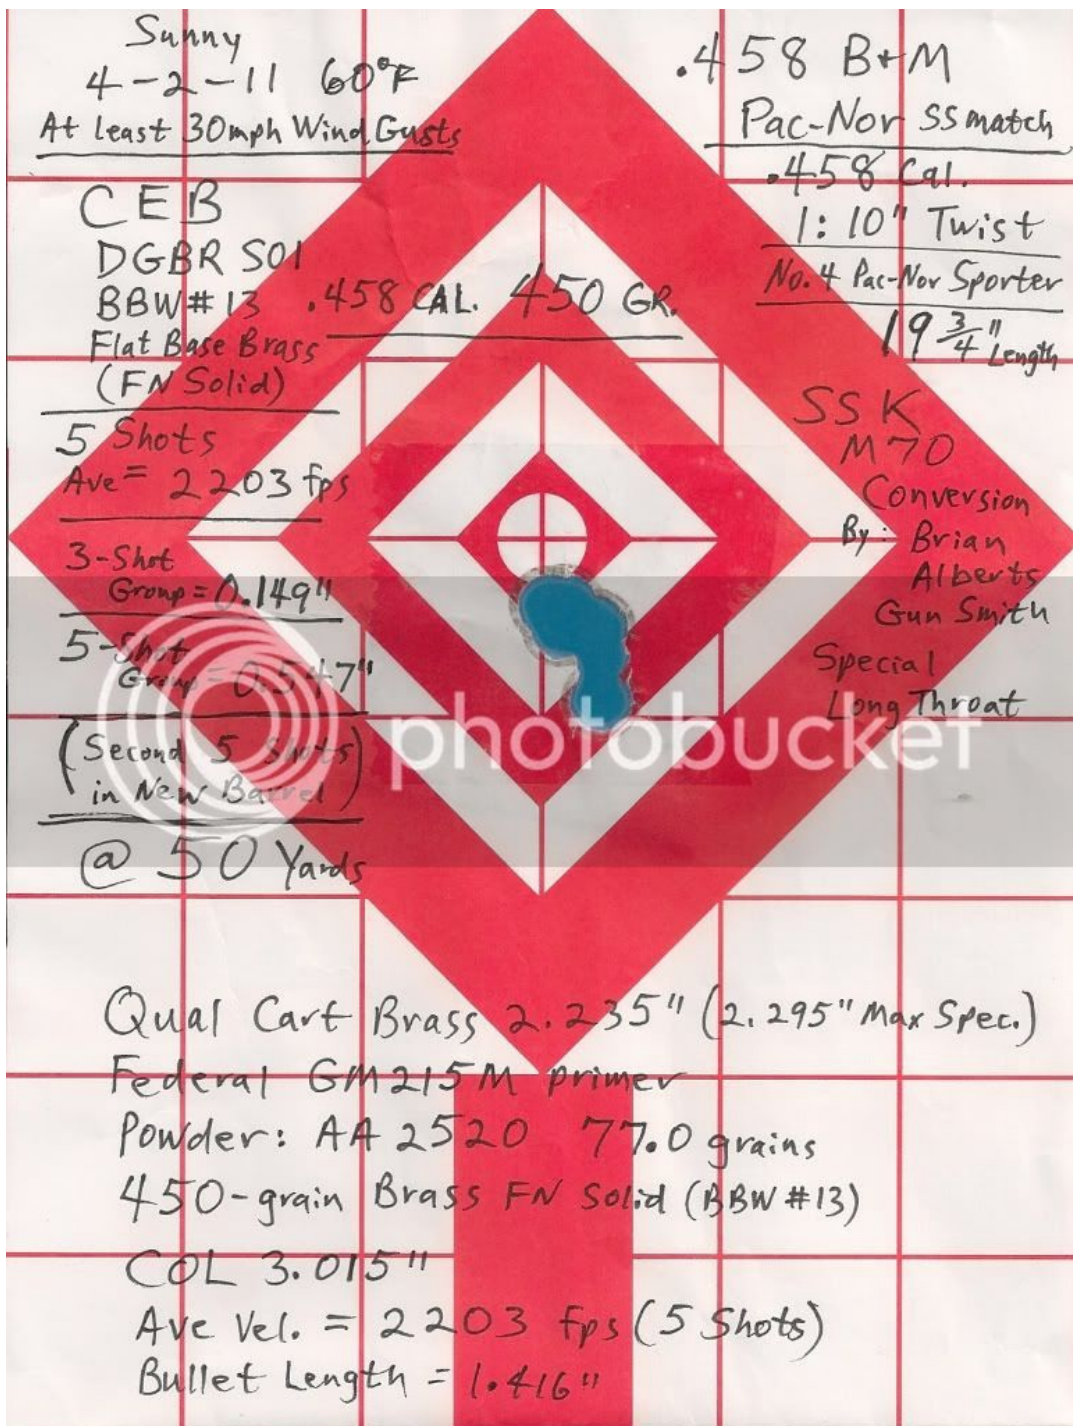 Sunny
4-2-11 60°F
At least 30mph Wind Gusts
CEB
DGBR S01
BBW#13 .458 CAL. 450 GR.
Flat Base Brass
(FN Solid)
5 Shots
Ave = 2203 fps
3-Shot
Group = 0.149"
5-Shot
Group = 0.547"
(Second 5 Shots)
in New Barrel
@ 50 Yards
.458 B+M
Pac-Nor SS match
.458 Cal.
1:10" Twist
No. 4 Pac-Nor Sporter
19 3/4" Length
SSK
M70
Conversion
By: Brian
Alberts
Gun Smith
Special
Long Throat
photobucket
Qual Cart Brass 2.235" (2.295" Max Spec.)
Federal GM215M primer
Powder: AA 2520 77.0 grains
450-grain Brass FN Solid (BBW #13)
COL 3.015"
Ave Vel. = 2203 fps (5 Shots)
Bullet Length = 1.416"